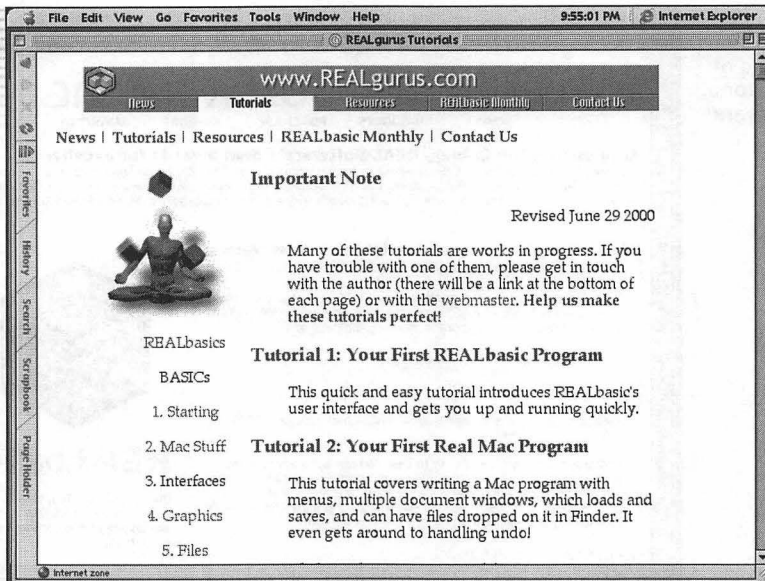 File Edit View Go Favorites Tools Window Help 9:55:01 PM Internet Explorer
REALgurus Tutorials
www.REALgurus.com
News Tutorials Resources REALbasic Monthly Contact Us
News | Tutorials | Resources | REALbasic Monthly | Contact Us
Favorites
History
Search
Scrapbook
Page Holder
REALbasics
BASICs
1. Starting
2. Mac Stuff
3. Interfaces
4. Graphics
5. Files
Important Note
Revised June 29 2000
Many of these tutorials are works in progress. If you
have trouble with one of them, please get in touch
with the author (there will be a link at the bottom of
each page) or with the webmaster. Help us make
these tutorials perfect!
Tutorial 1: Your First REALbasic Program
This quick and easy tutorial introduces REALbasic's
user interface and gets you up and running quickly.
Tutorial 2: Your First Real Mac Program
This tutorial covers writing a Mac program with
menus, multiple document windows, which loads and
saves, and can have files dropped on it in Finder. It
even gets around to handling undo!
Internet zone